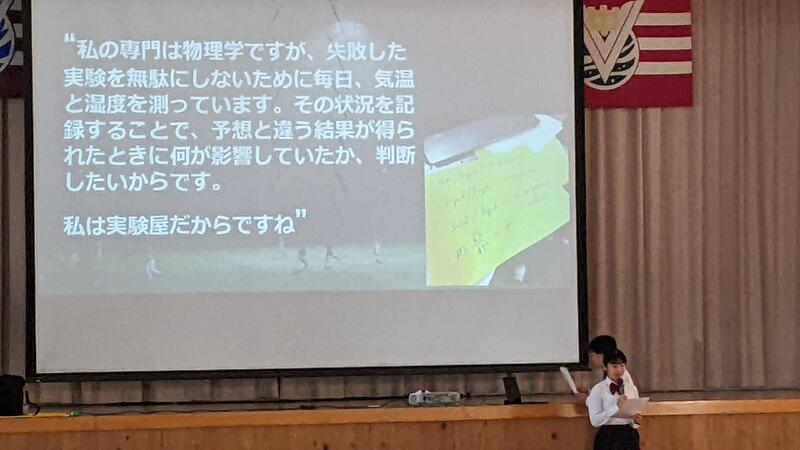 “私の専門は物理学ですが、失敗した
実験を無駄にしないために毎日、気温
と湿度を測っています。その状況を記
録することで、予想と違う結果が得ら
れたときに何が影響していたか、判断
したいからです。
私は実験屋だからですね”